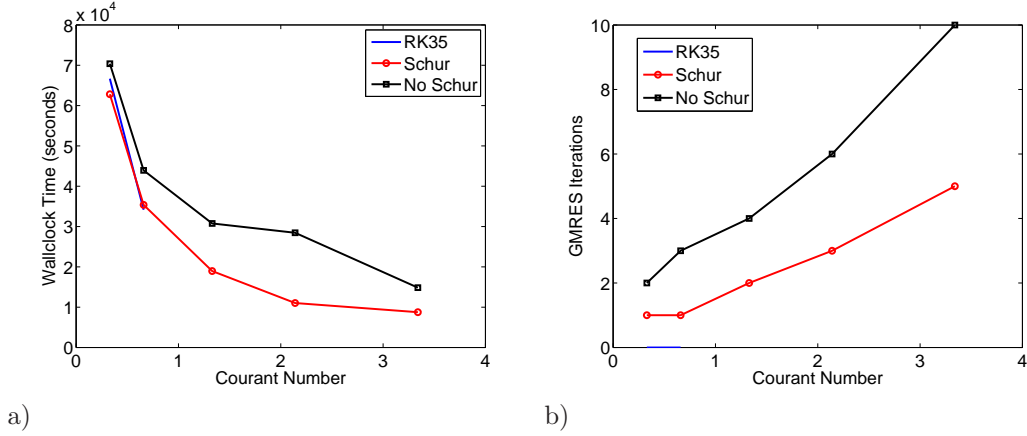 x 10^4
8
7
6
5
4
3
2
1
0
Wallclock Time (seconds)
0 1 2 3 4
Courant Number
RK35
Schur
No Schur
a)
10
8
6
4
2
0
GMRES Iterations
0 1 2 3 4
Courant Number
RK35
Schur
No Schur
b)